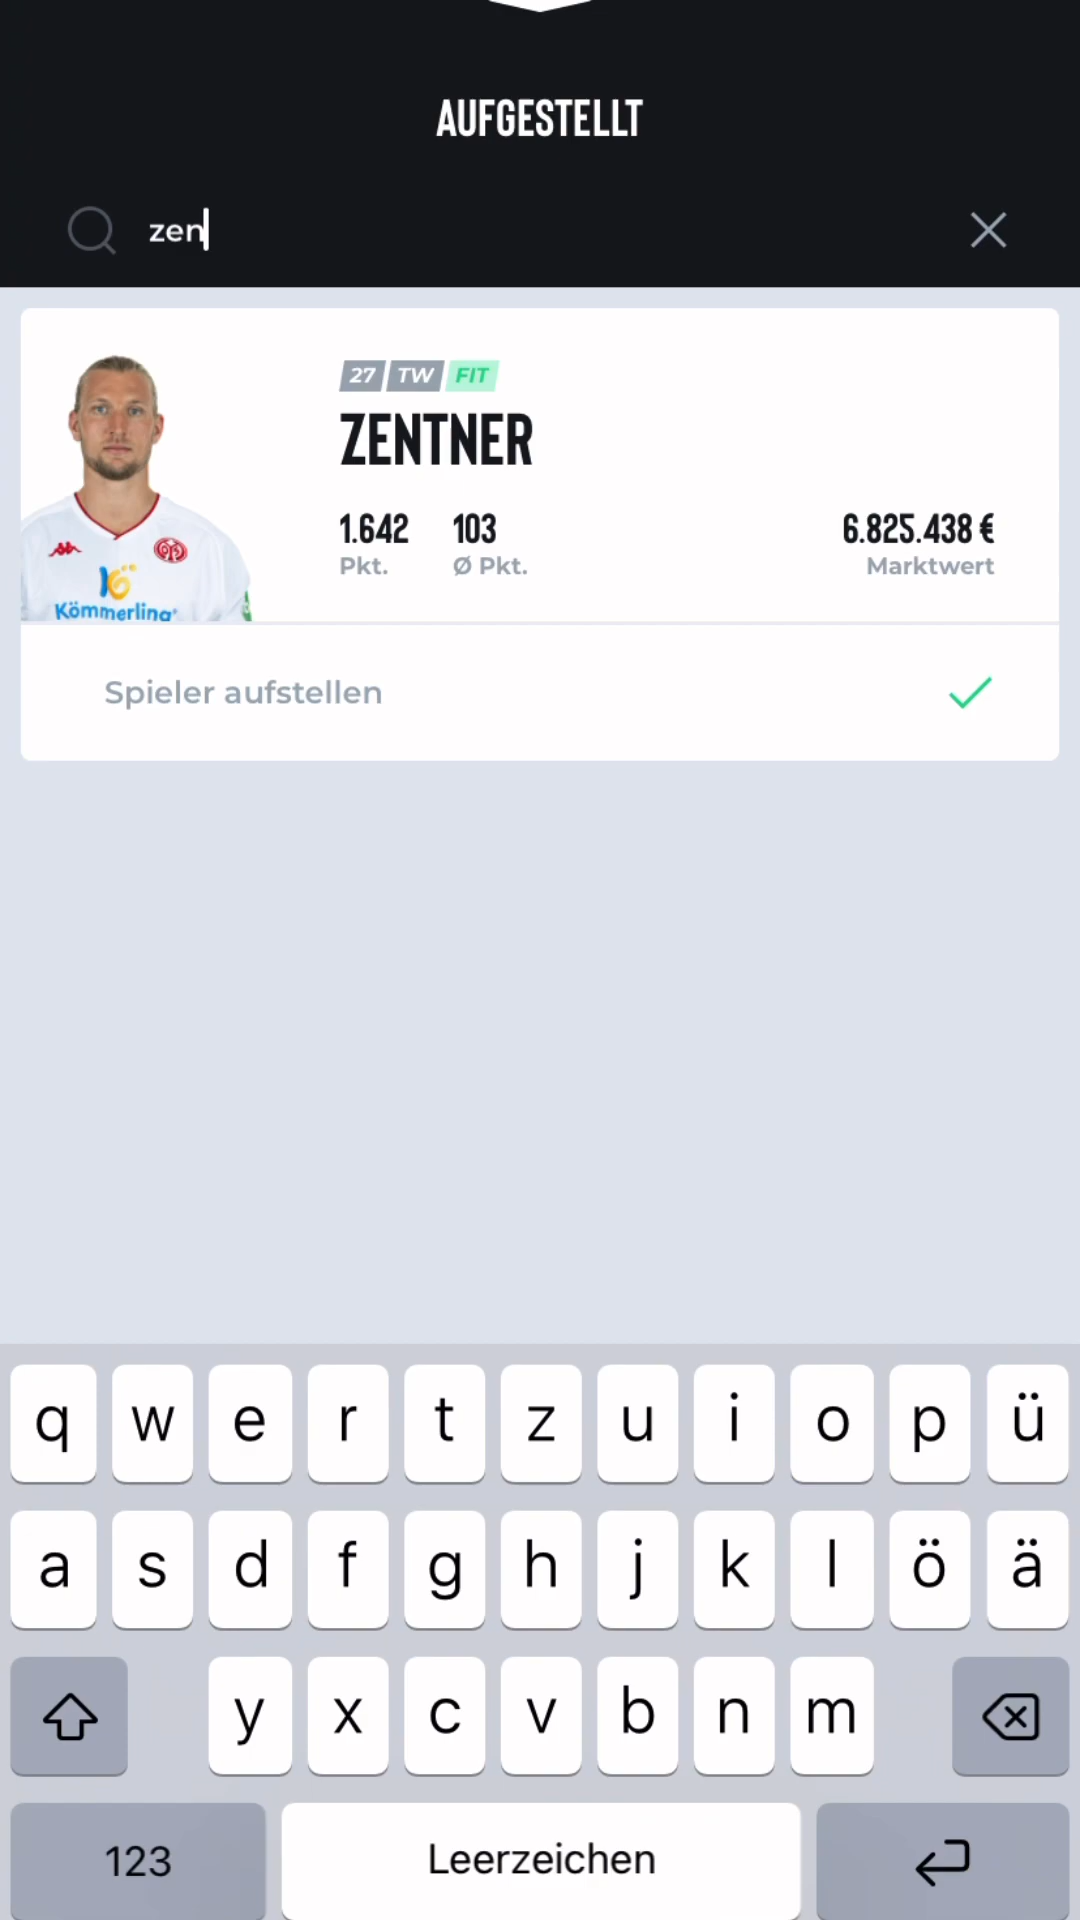 AUFGESTELLT
zen
27 TW FIT
ZENTNER
1.642 103 6.825.438 €
Pkt. Ø Pkt. Marktwert
Kömmerling
Spieler aufstellen
q w e r t z u i o p ü
a s d f g h j k l ö ä
y x c v b n m
123 Leerzeichen